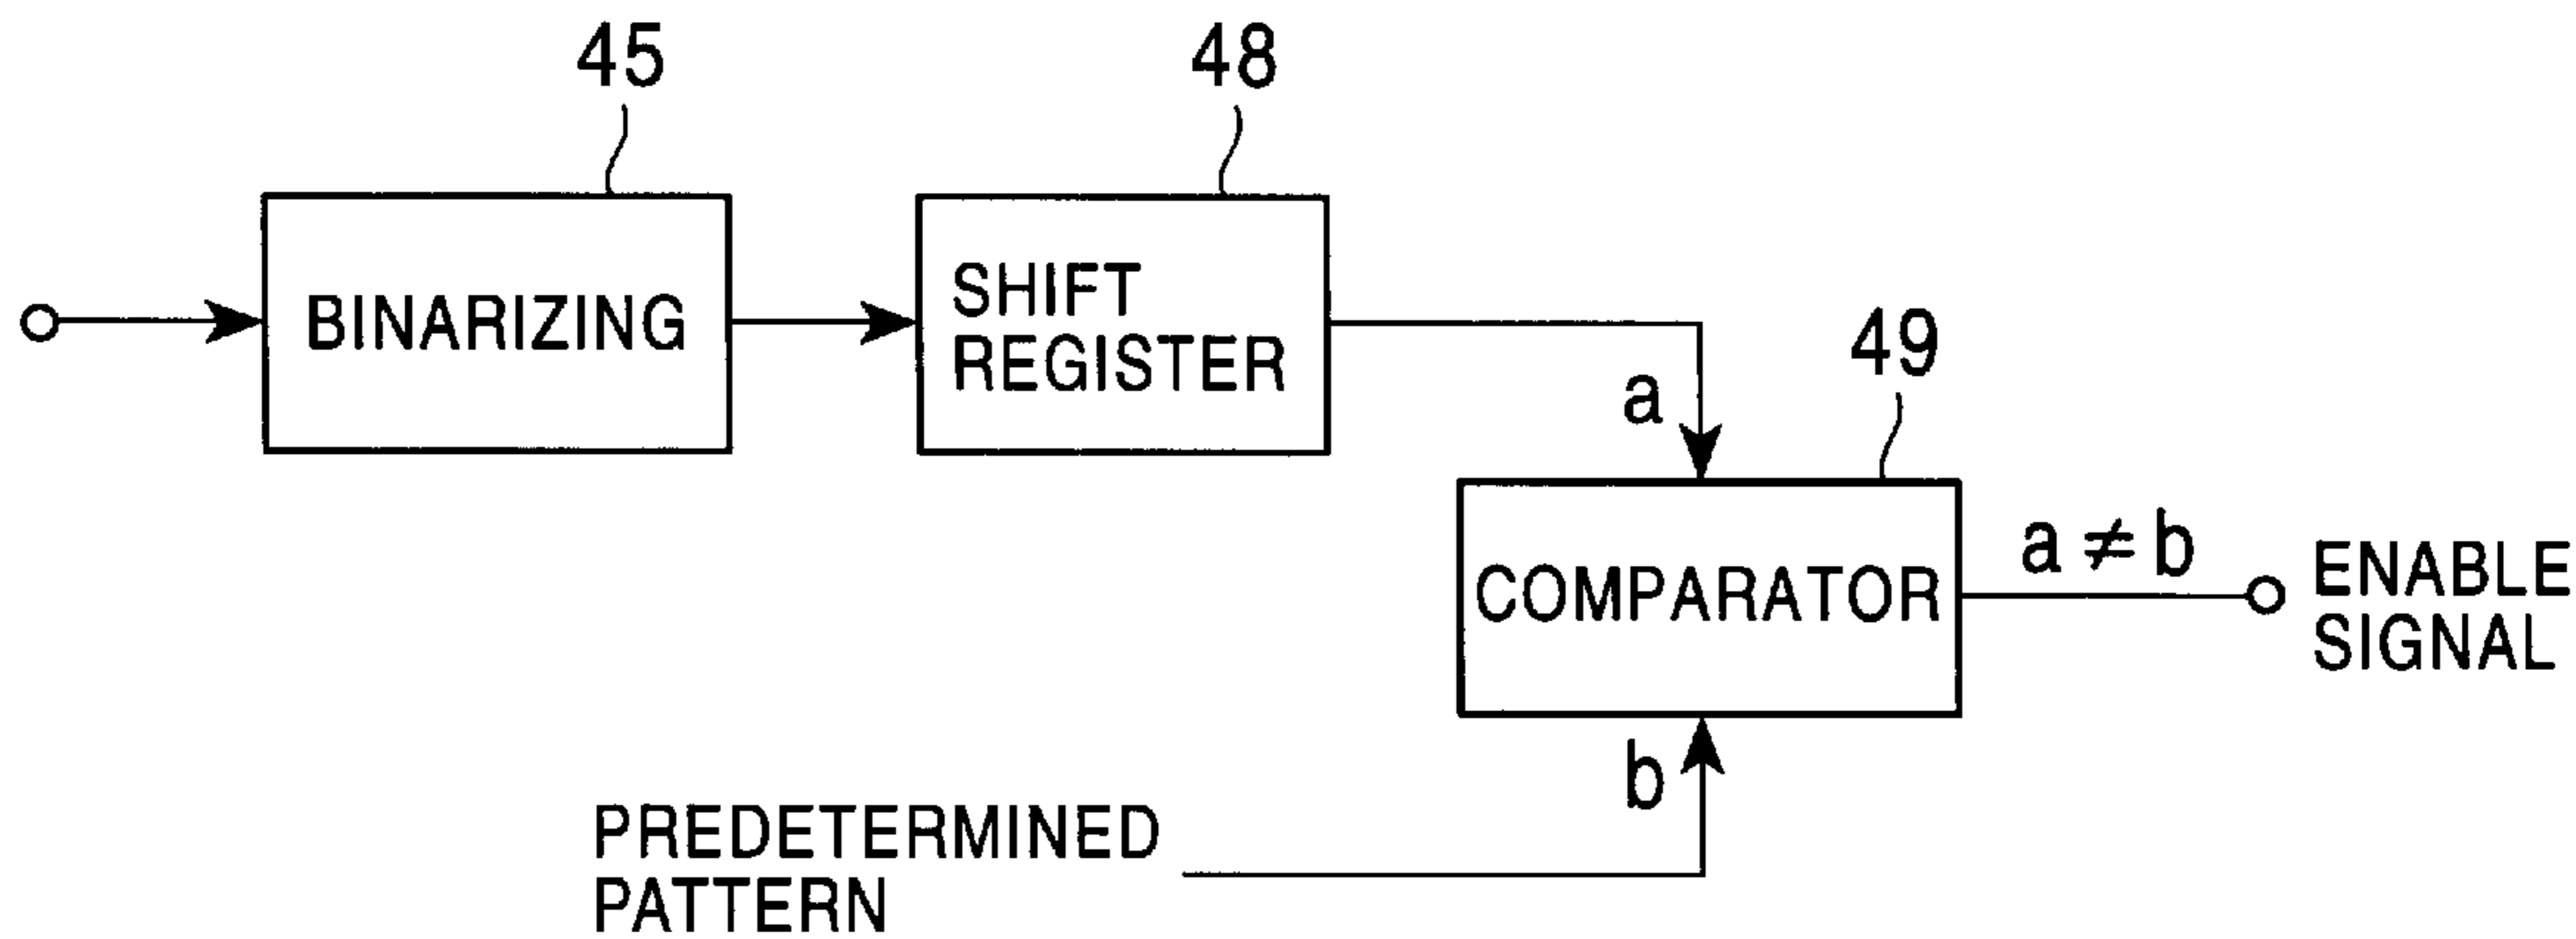 45
48
BINARIZING
SHIFT
REGISTER
49
a
COMPARATOR
a ≠ b
ENABLE
SIGNAL
b
PREDETERMINED
PATTERN